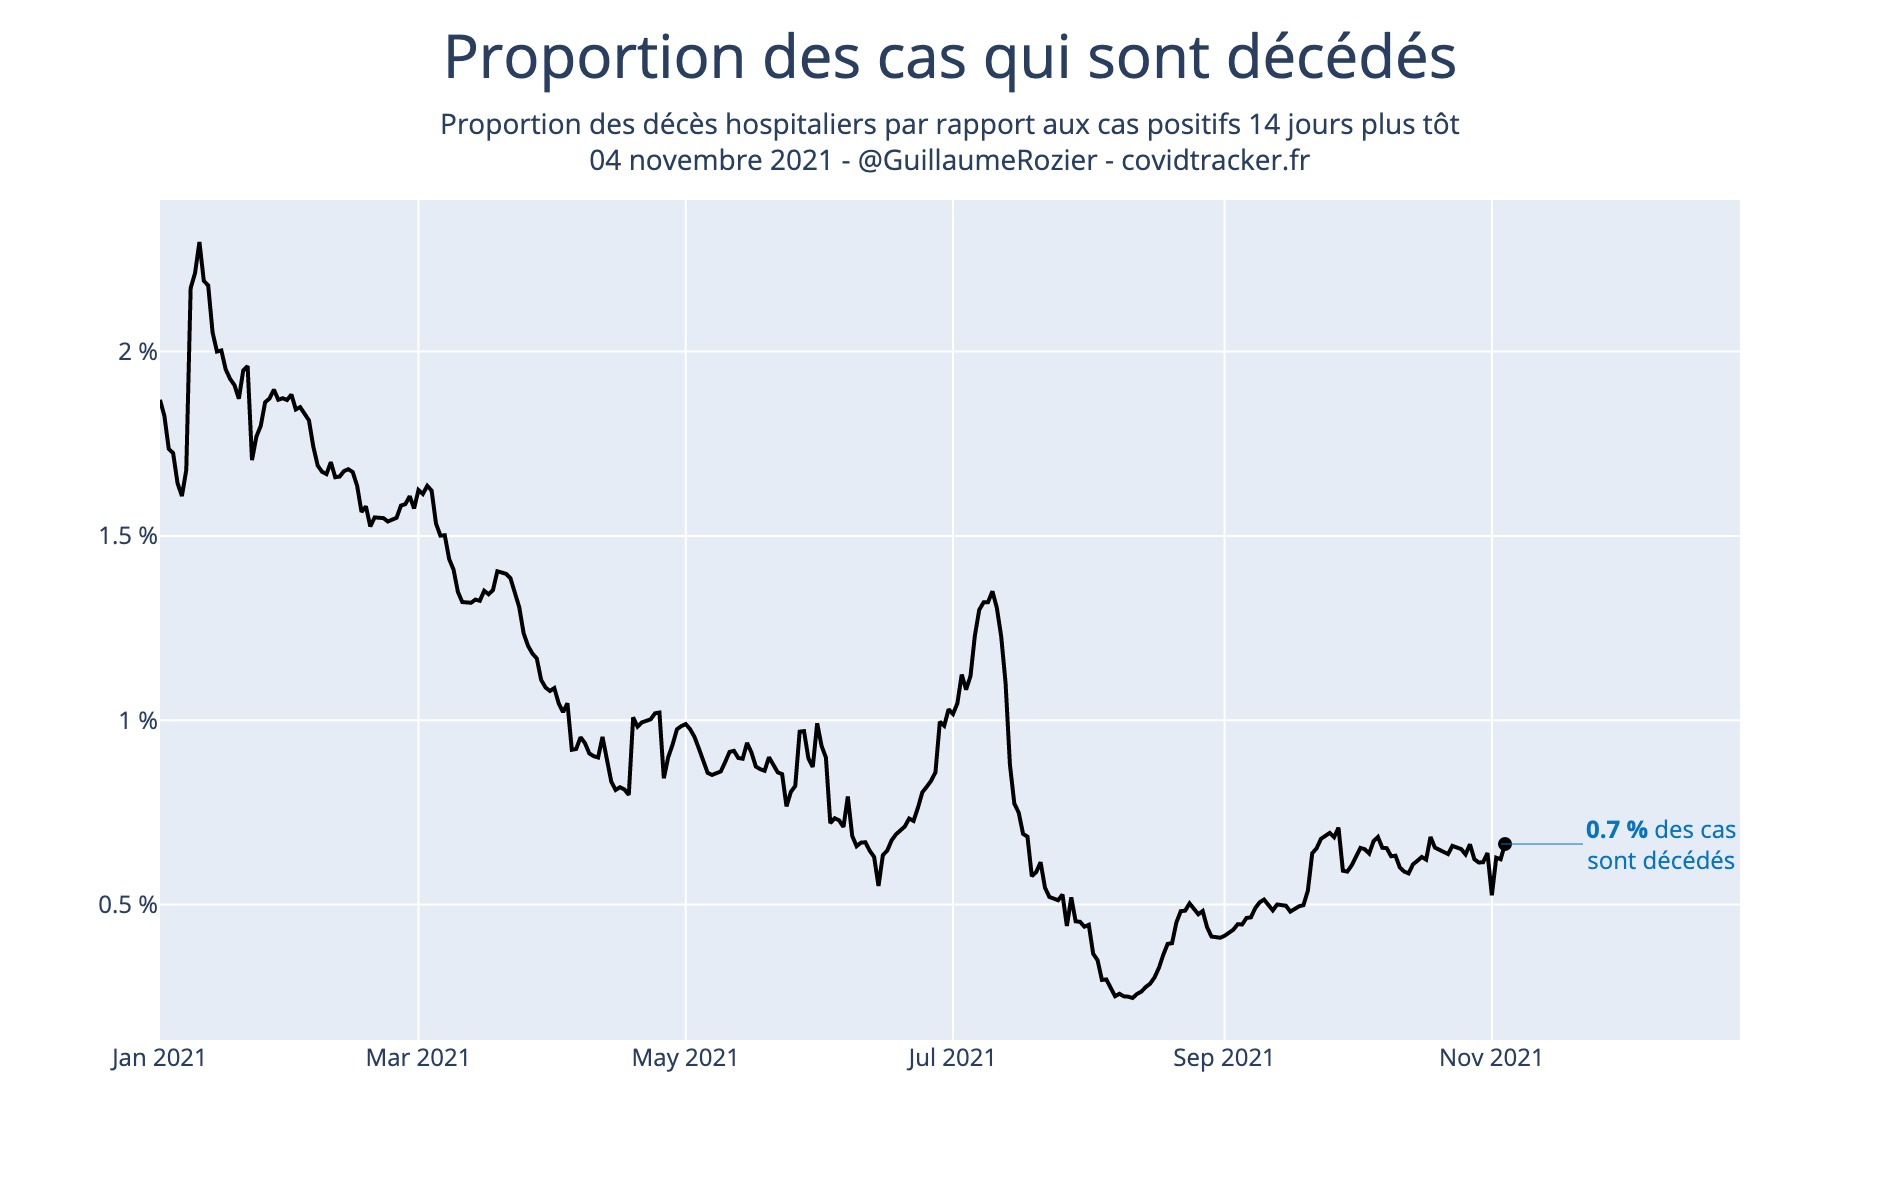 Proportion des cas qui sont décédés
Proportion des décès hospitaliers par rapport aux cas positifs 14 jours plus tôt
04 novembre 2021 - @GuillaumeRozier - covidtracker.fr
2 %
1.5 %
1 %
0.5 %
0.7 % des cas
sont décédés
Jan 2021
Mar 2021
May 2021
Jul 2021
Sep 2021
Nov 2021